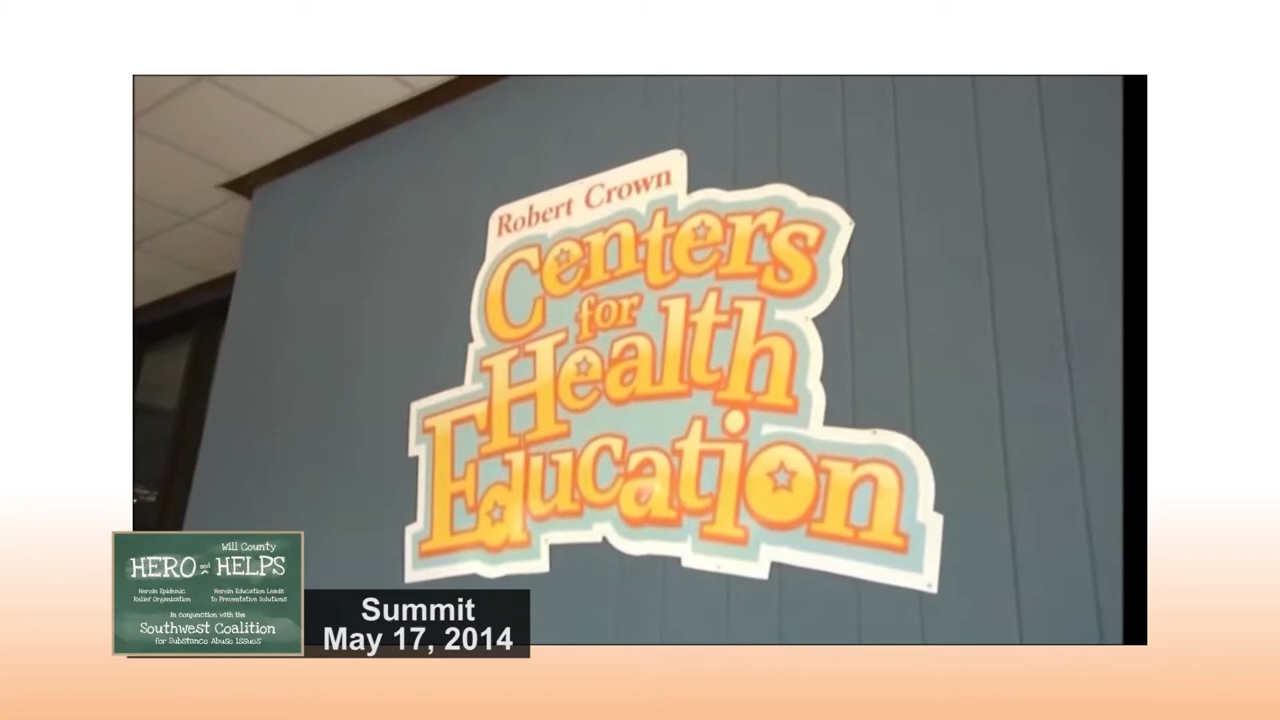 Robert Crown
Centers
for
Health
Education
Will County
HERO and HELPS
Heroin Epidemic
Relief Organization
Heroin Education Leads
to Preventative Solutions
In conjunction with the
Southwest Coalition
for Substance Abuse Issues
Summit
May 17, 2014